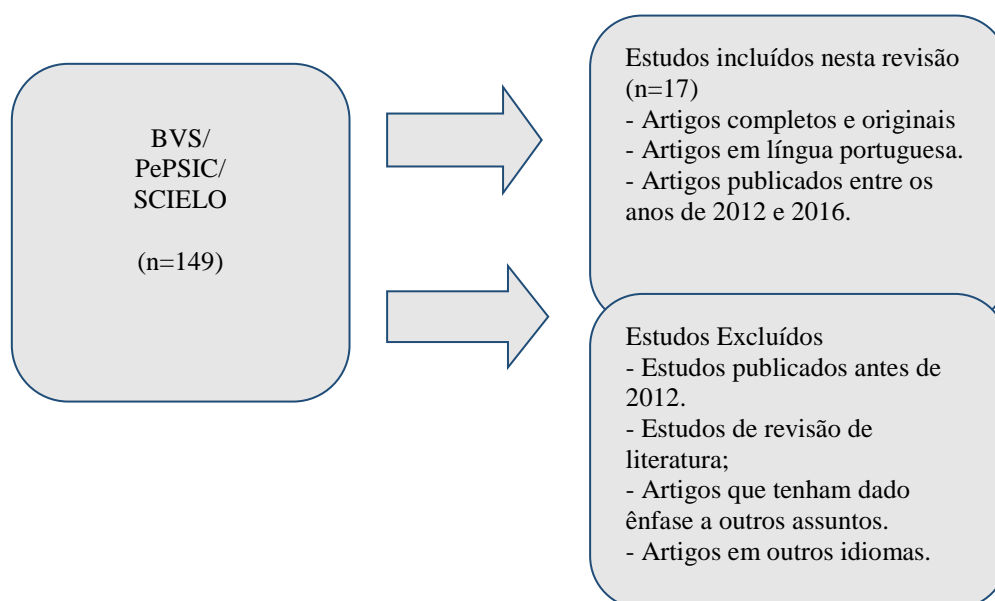 BVS/
PePSIC/
SCIELO
(n=149)
Estudos incluídos nesta revisão
(n=17)
- Artigos completos e originais
- Artigos em língua portuguesa.
- Artigos publicados entre os
anos de 2012 e 2016.
Estudos Excluídos
- Estudos publicados antes de
2012.
- Estudos de revisão de
literatura;
- Artigos que tenham dado
ênfase a outros assuntos.
- Artigos em outros idiomas.